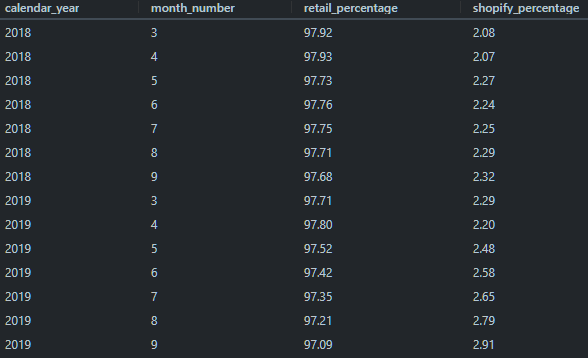 calendar_year month_number retail_percentage shopify_percentage
2018 3 97.92 2.08
2018 4 97.93 2.07
2018 5 97.73 2.27
2018 6 97.76 2.24
2018 7 97.75 2.25
2018 8 97.71 2.29
2018 9 97.68 2.32
2019 3 97.71 2.29
2019 4 97.80 2.20
2019 5 97.52 2.48
2019 6 97.42 2.58
2019 7 97.35 2.65
2019 8 97.21 2.79
2019 9 97.09 2.91